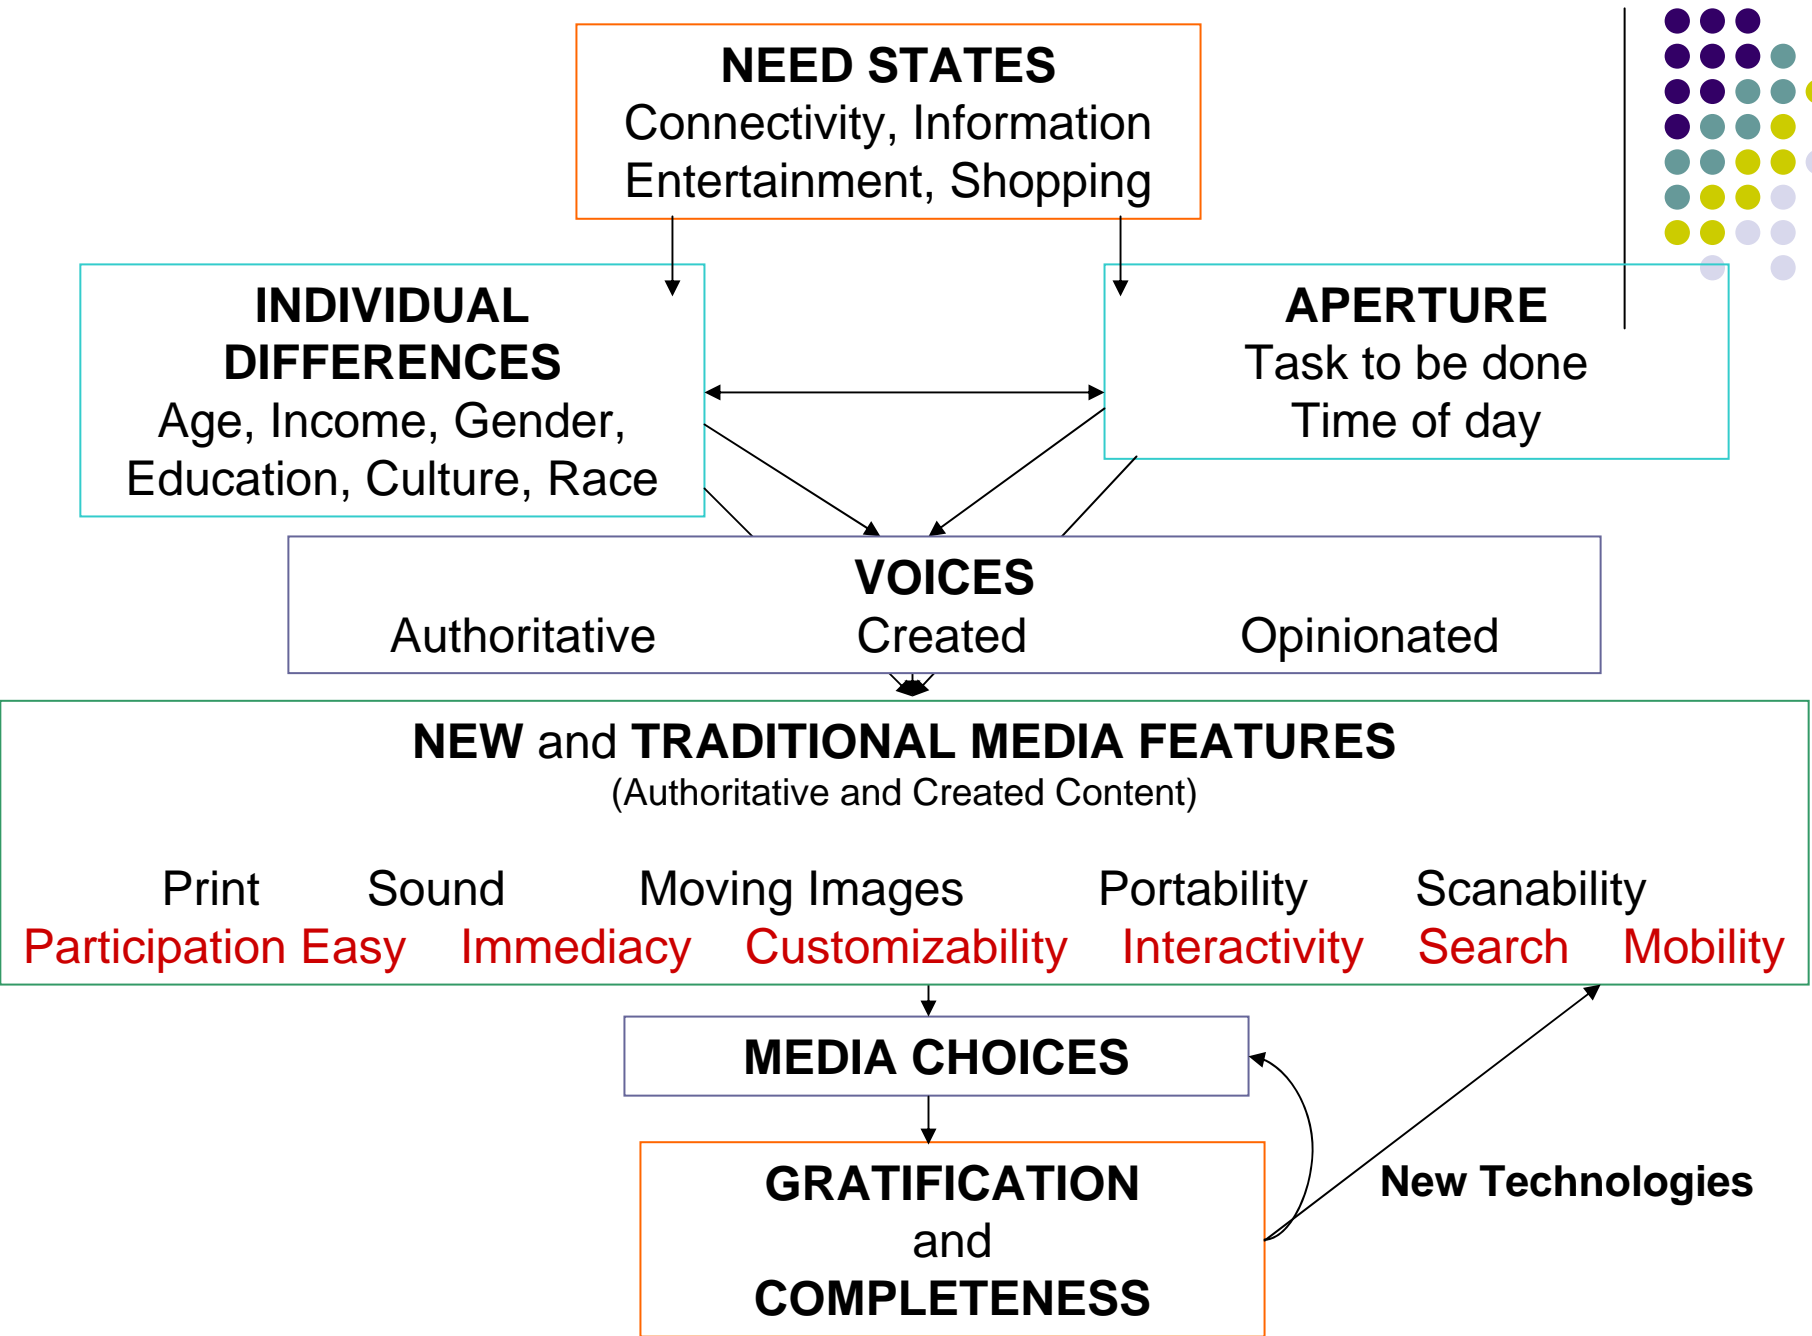 NEED STATES
Connectivity, Information
Entertainment, Shopping
INDIVIDUAL
DIFFERENCES
Age, Income, Gender,
Education, Culture, Race
APERTURE
Task to be done
Time of day
VOICES
Authoritative Created Opinionated
NEW and TRADITIONAL MEDIA FEATURES
(Authoritative and Created Content)
Print Sound Moving Images Portability Scanability
Participation Easy Immediacy Customizability Interactivity Search Mobility
MEDIA CHOICES
GRATIFICATION
and
COMPLETENESS
New Technologies